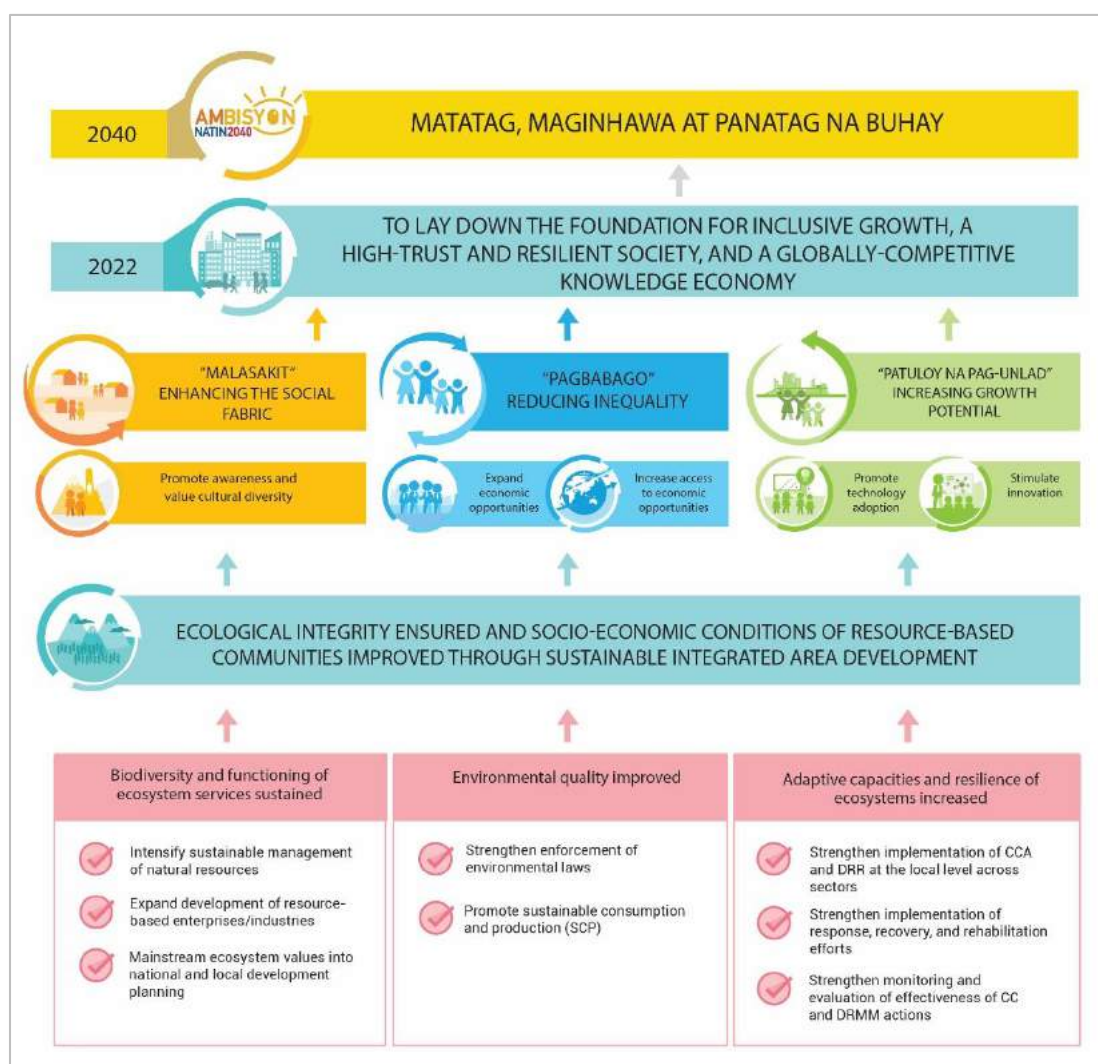 2040
AMBISYON
NATIN2040
MATATAG, MAGINHAWA AT PANATAG NA BUHAY
2022
TO LAY DOWN THE FOUNDATION FOR INCLUSIVE GROWTH, A
HIGH-TRUST AND RESILIENT SOCIETY, AND A GLOBALLY-COMPETITIVE
KNOWLEDGE ECONOMY
"MALASAKIT"
ENHANCING THE SOCIAL
FABRIC
"PAGBABAGO"
REDUCING INEQUALITY
"PATULOY NA PAG-UNLAD"
INCREASING GROWTH
POTENTIAL
Promote awareness and
value cultural diversity
Expand
economic
opportunities
Increase access
to economic
opportunities
Promote
technology
adoption
Stimulate
innovation
ECOLOGICAL INTEGRITY ENSURED AND SOCIO-ECONOMIC CONDITIONS OF RESOURCE-BASED
COMMUNITIES IMPROVED THROUGH SUSTAINABLE INTEGRATED AREA DEVELOPMENT
Biodiversity and functioning of
ecosystem services sustained
Intensify sustainable management
of natural resources
Expand development of resource-
based enterprises/industries
Mainstream ecosystem values into
national and local development
planning
Environmental quality improved
Strengthen enforcement of
environmental laws
Promote sustainable consumption
and production (SCP)
Adaptive capacities and resilience of
ecosystems increased
Strengthen implementation of CCA
and DRR at the local level across
sectors
Strengthen implementation of
response, recovery, and rehabilitation
efforts
Strengthen monitoring and
evaluation of effectiveness of CC
and DRMM actions